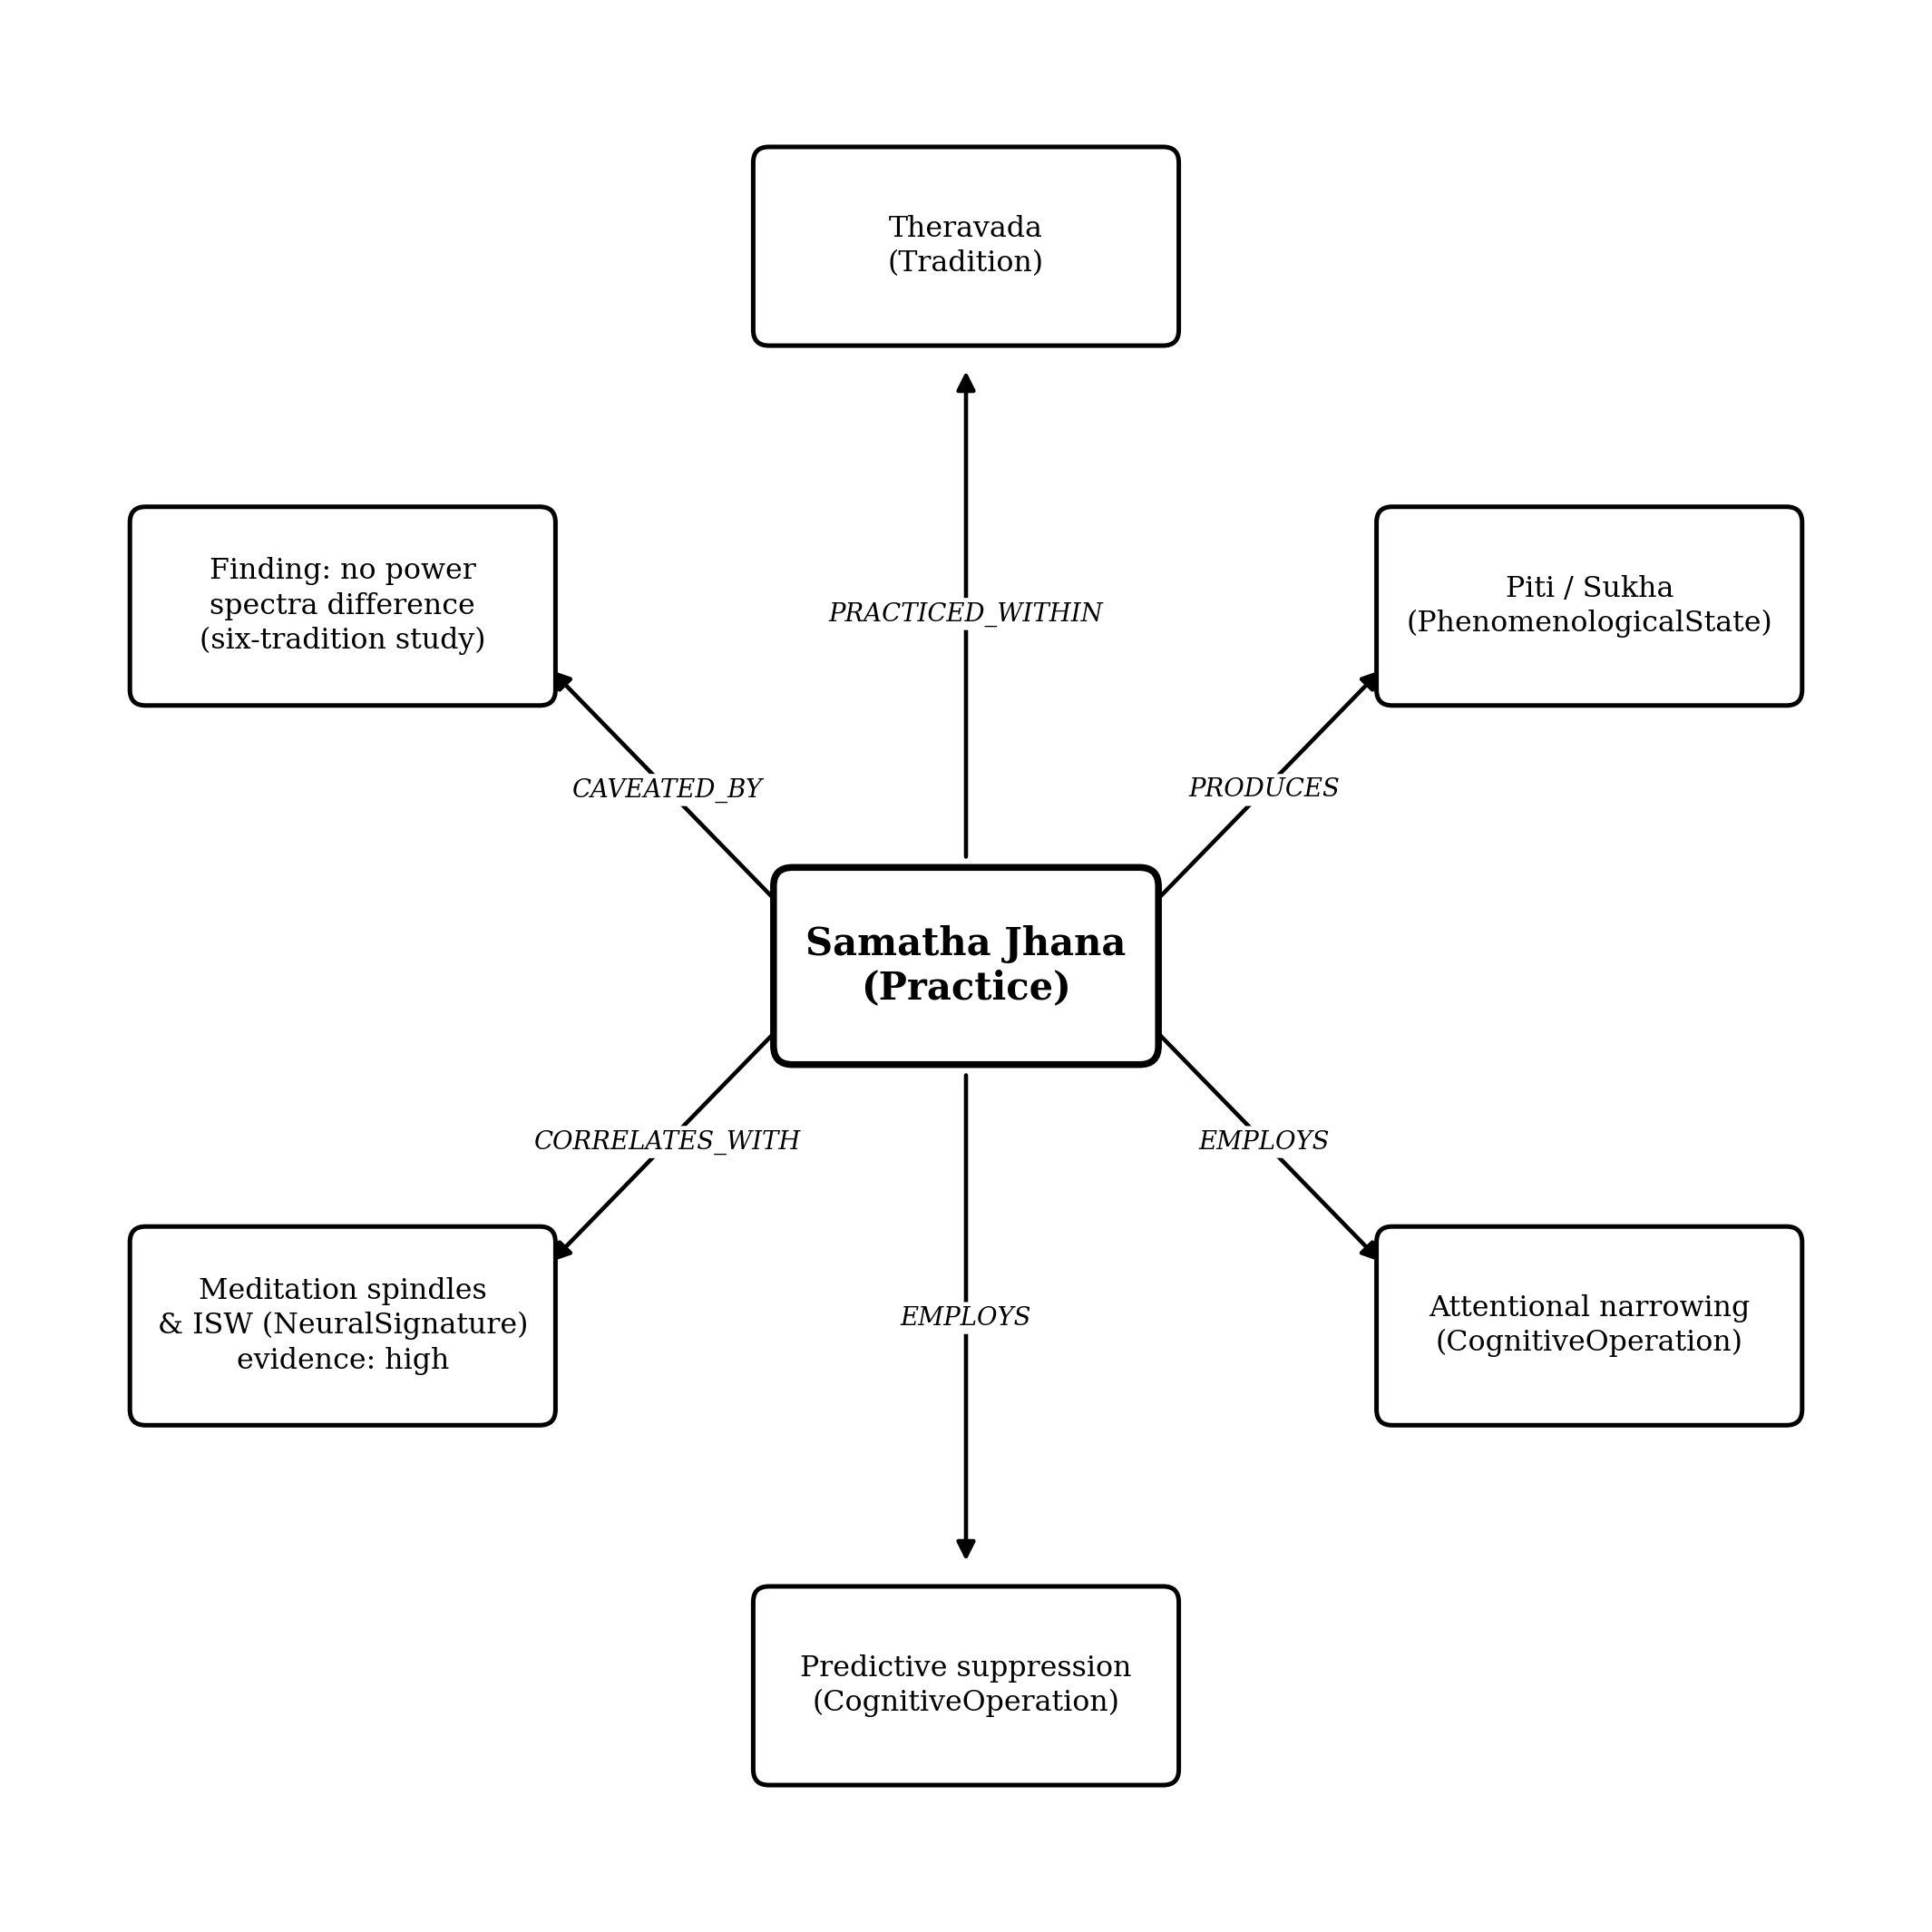 Theravada
(Tradition)
Finding: no power
spectra difference
(six-tradition study)
Piti / Sukha
(PhenomenologicalState)
PRACTICED_WITHIN
CAVEATED_BY
PRODUCES
Samatha Jhana
(Practice)
CORRELATES_WITH
EMPLOYS
Meditation spindles
& ISW (NeuralSignature)
evidence: high
EMPLOYS
Attentional narrowing
(CognitiveOperation)
Predictive suppression
(CognitiveOperation)